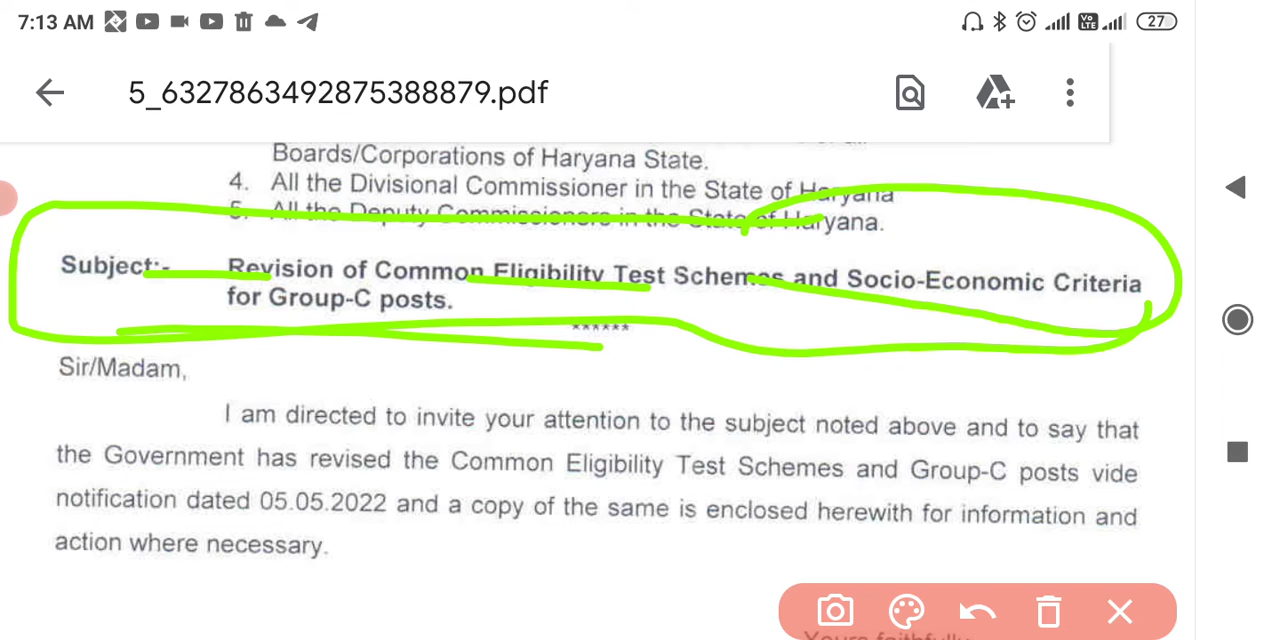 7:13 AM
Vo LTE
27
5_6327863492875388879.pdf
Boards/Corporations of Haryana State.
4. All the Divisional Commissioner in the State of Haryana
5. All the Deputy Commissioners in the State of Haryana.
Subject:- Revision of Common Eligibility Test Schemes and Socio-Economic Criteria
for Group-C posts.
******
Sir/Madam,
I am directed to invite your attention to the subject noted above and to say that
the Government has revised the Common Eligibility Test Schemes and Group-C posts vide
notification dated 05.05.2022 and a copy of the same is enclosed herewith for information and
action where necessary.
Yours faithfully